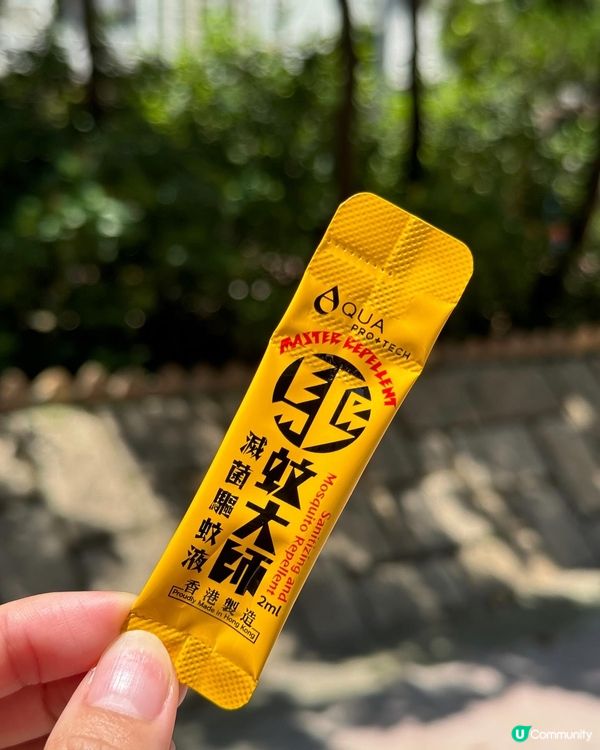 AQUA
PRO+TECH
MASTER REPELLENT
驅
蚊大師
滅菌驅蚊液
Sanitizing and
Mosquito Repellent
2ml
香港製造
Proudly Made in Hong Kong
U Community